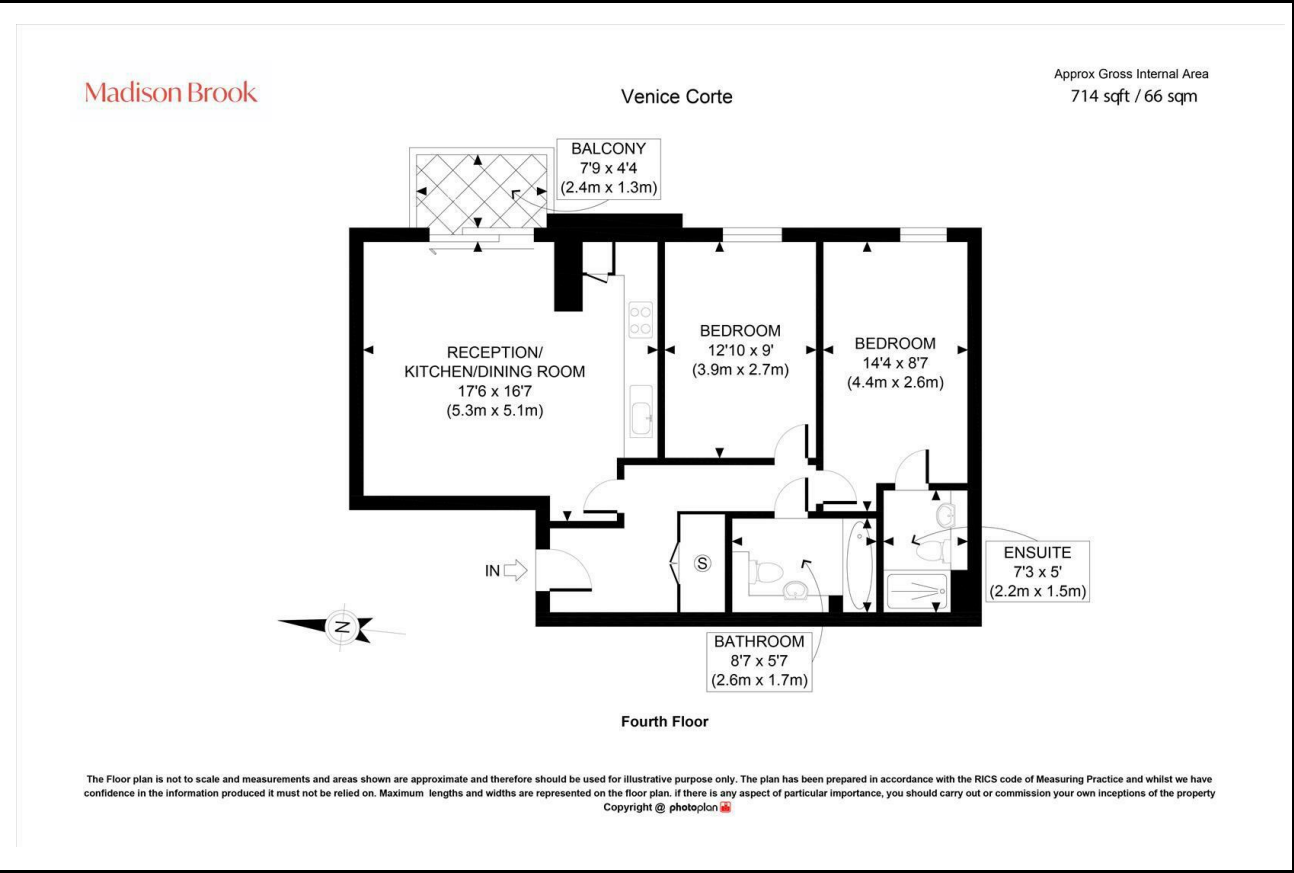 Madison Brook
Venice Corte
Approx Gross Internal Area
714 sqft / 66 sqm
BALCONY
7'9 x 4'4
(2.4m x 1.3m)
RECEPTION/
KITCHEN/DINING ROOM
17'6 x 16'7
(5.3m x 5.1m)
BEDROOM
12'10 x 9'
(3.9m x 2.7m)
BEDROOM
14'4 x 8'7
(4.4m x 2.6m)
IN
S
ENSUITE
7'3 x 5'
(2.2m x 1.5m)
N
BATHROOM
8'7 x 5'7
(2.6m x 1.7m)
Fourth Floor
The Floor plan is not to scale and measurements and areas shown are approximate and therefore should be used for illustrative purpose only. The plan has been prepared in accordance with the RICS code of Measuring Practice and whilst we have
confidence in the information produced it must not be relied on. Maximum lengths and widths are represented on the floor plan. if there is any aspect of particular importance, you should carry out or commission your own inceptions of the property
Copyright @ photoplan